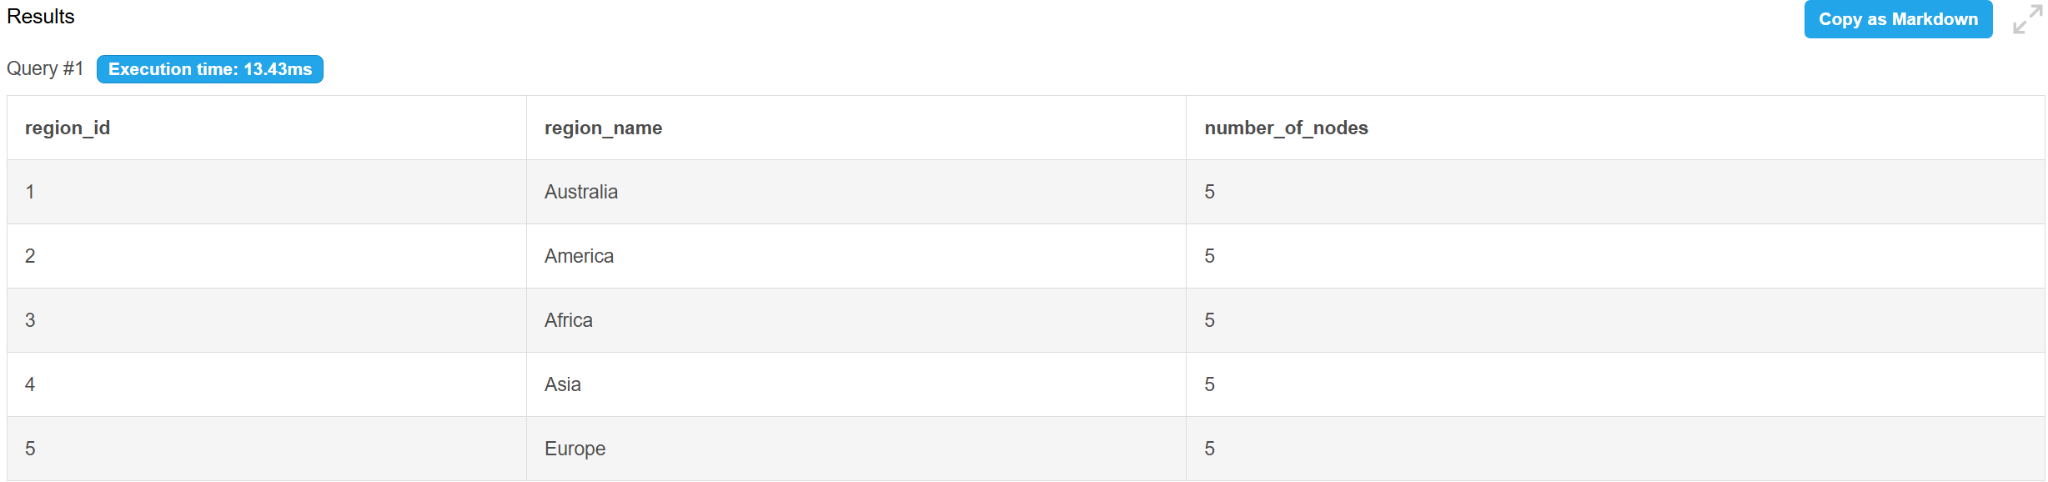 Results
Copy as Markdown
Query #1 Execution time: 13.43ms
region_id region_name number_of_nodes
1 Australia 5
2 America 5
3 Africa 5
4 Asia 5
5 Europe 5